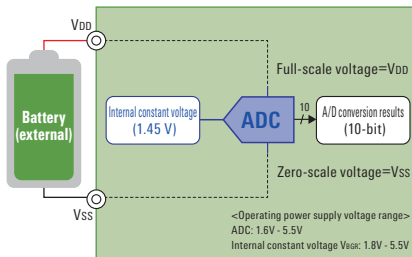 VDD
Full-scale voltage=VDD
Battery
(external)
Internal constant voltage
(1.45 V)
ADC
10
A/D conversion results
(10-bit)
Zero-scale voltage=VSS
VSS
<Operating power supply voltage range>
ADC: 1.6V - 5.5V
Internal constant voltage VBGR: 1.8V - 5.5V